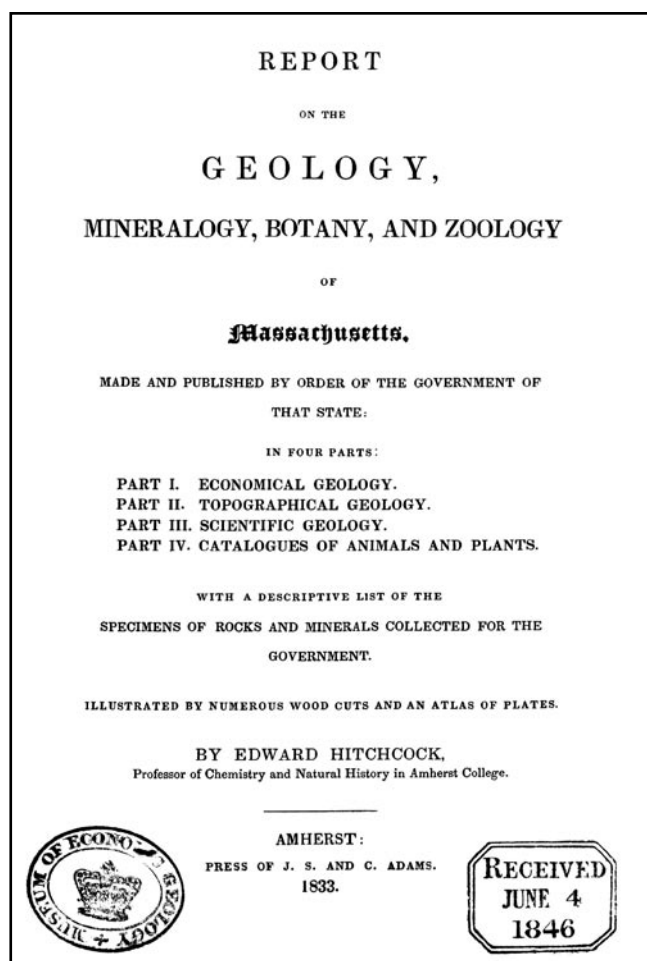 REPORT
ON THE
GEOLOGY,
MINERALOGY, BOTANY, AND ZOOLOGY
OF
Massachusetts.
MADE AND PUBLISHED BY ORDER OF THE GOVERNMENT OF
THAT STATE:
IN FOUR PARTS:
PART I. ECONOMICAL GEOLOGY.
PART II. TOPOGRAPHICAL GEOLOGY.
PART III. SCIENTIFIC GEOLOGY.
PART IV. CATALOGUES OF ANIMALS AND PLANTS.
WITH A DESCRIPTIVE LIST OF THE
SPECIMENS OF ROCKS AND MINERALS COLLECTED FOR THE
GOVERNMENT.
ILLUSTRATED BY NUMEROUS WOOD CUTS AND AN ATLAS OF PLATES.
BY EDWARD HITCHCOCK,
Professor of Chemistry and Natural History in Amherst College.
AMHERST:
PRESS OF J. S. AND C. ADAMS.
1833.
MUSEUM OF ECONOMIC GEOLOGY
RECEIVED
JUNE 4
1846